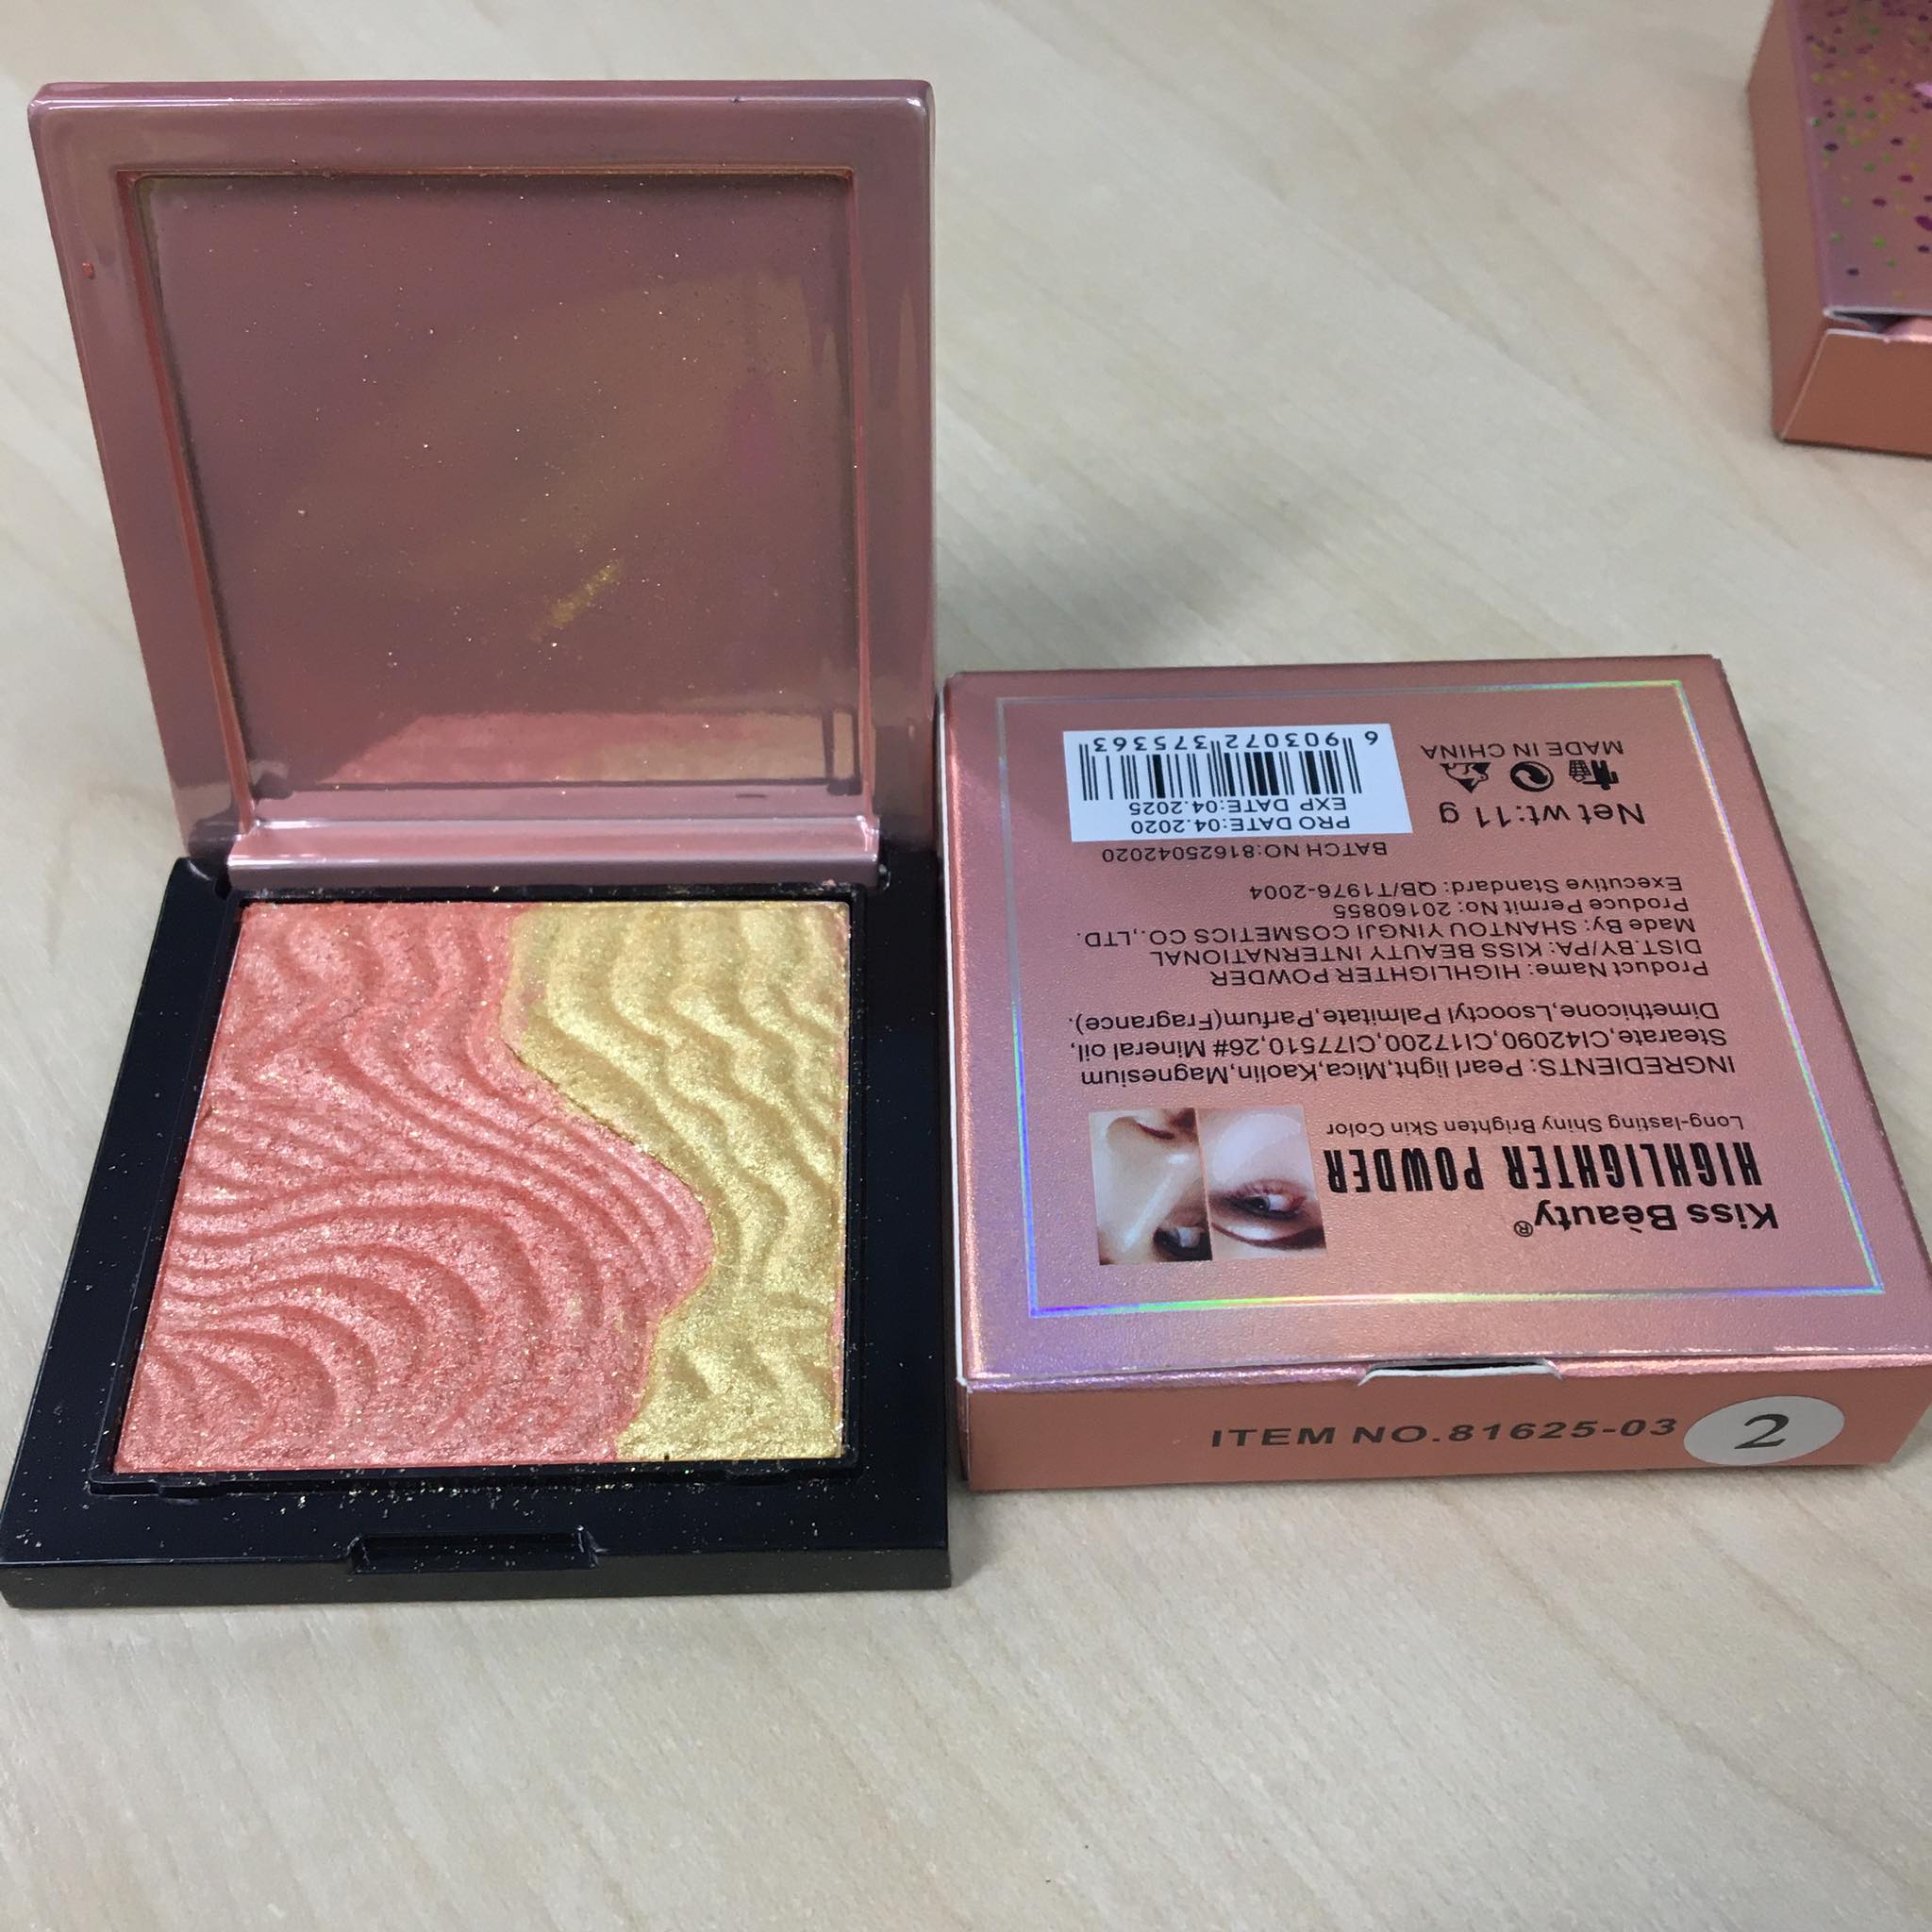 Kiss Bėauty®
HIGHLIGHTER POWDER
Long-lasting Shiny Brighten Skin Color
INGREDIENTS: Pearl light,Mica,Kaolin,Magnesium
Stearate,CI42090,CI17200,CI77510,26# Mineral oil,
Dimethicone,Lsooctyl Palmitate,Parfum(Fragrance).
Product Name: HIGHLIGHTER POWDER
DIST.BY/PA: KISS BEAUTY INTERNATIONAL
Made By: SHANTOU YINGJI COSMETICS CO.,LTD.
Produce Permit No: 20160855
Executive Standard: QB/T1976-2004
Net wt:11 g
MADE IN CHINA
BATCH NO:81625042020
PRO DATE:04.2020
EXP DATE:04.2025
6 903072 375363
ITEM NO.81625-03
2